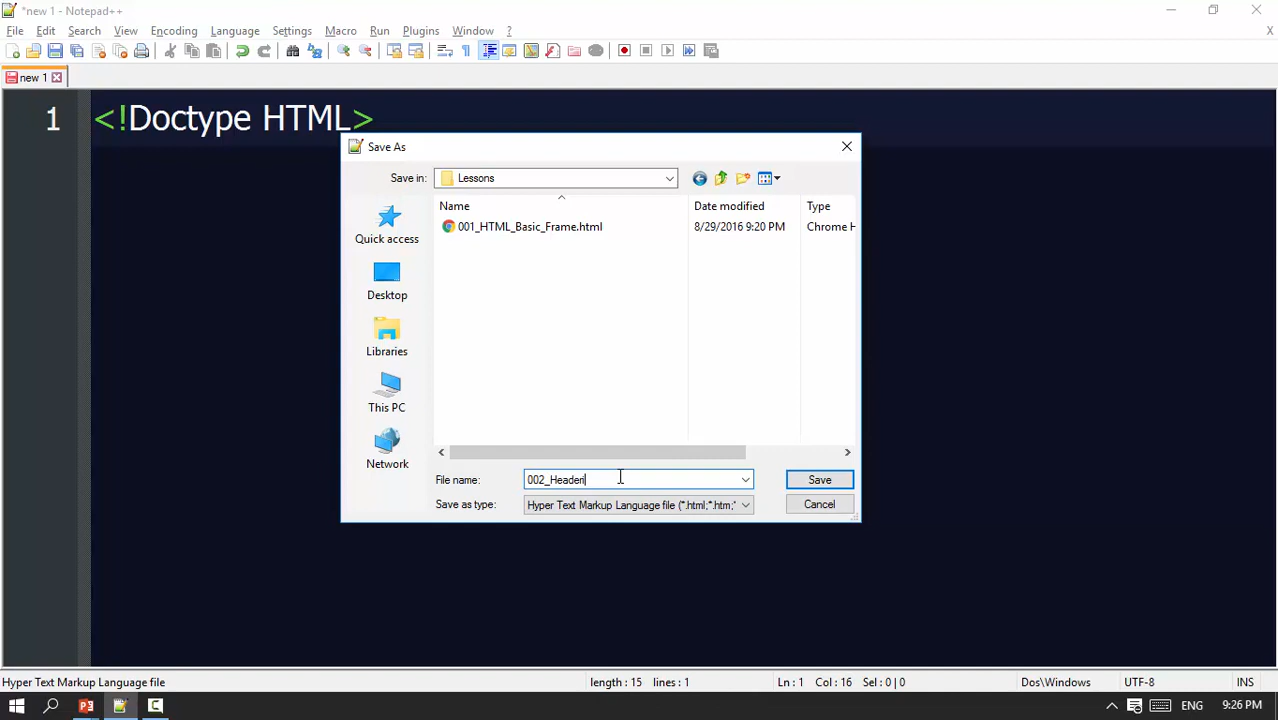 *new 1 - Notepad++
File Edit Search View Encoding Language Settings Macro Run Plugins Window ? X
new 1
1 <!Doctype HTML>
Save As
Save in: Lessons
Name Date modified Type
001_HTML_Basic_Frame.html 8/29/2016 9:20 PM Chrome H
Quick access
Desktop
Libraries
This PC
Network
File name: 002_Headeri Save
Save as type: Hyper Text Markup Language file (*.html;*.htm;* Cancel
Hyper Text Markup Language file length : 15 lines : 1 Ln : 1 Col : 16 Sel : 0 | 0 Dos\Windows UTF-8 INS
ENG 9:26 PM